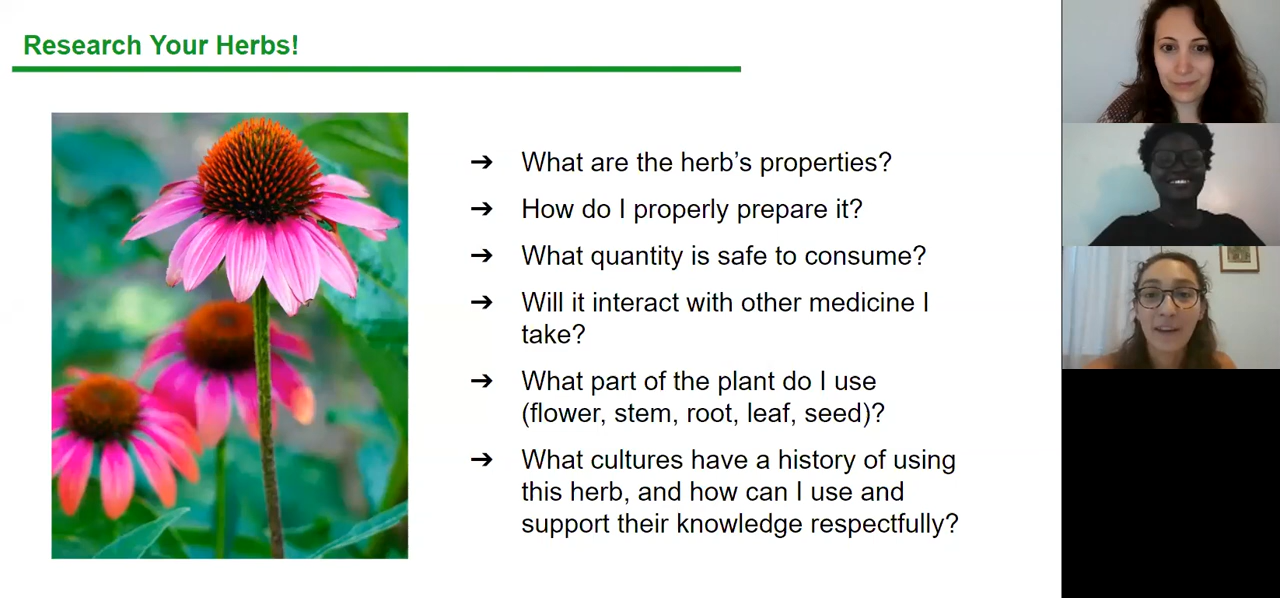 Research Your Herbs!
➔ What are the herb’s properties?
➔ How do I properly prepare it?
➔ What quantity is safe to consume?
➔ Will it interact with other medicine I
take?
➔ What part of the plant do I use
(flower, stem, root, leaf, seed)?
➔ What cultures have a history of using
this herb, and how can I use and
support their knowledge respectfully?